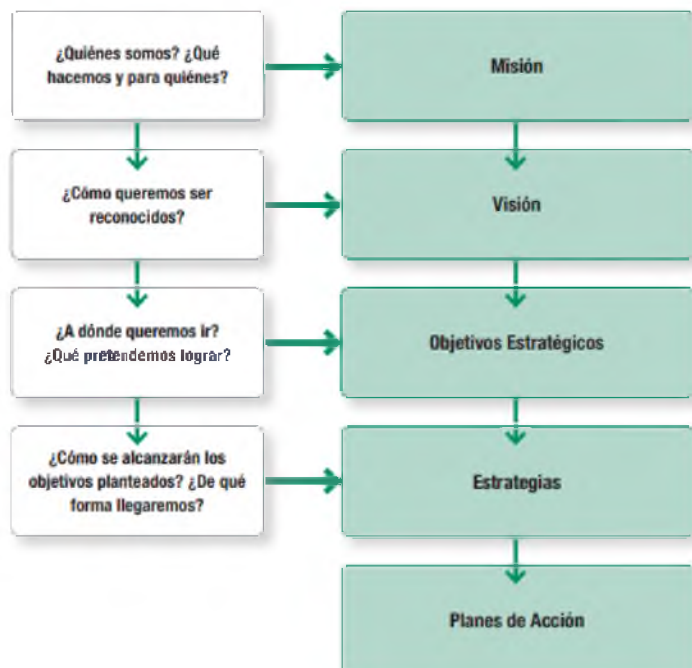 ¿Quiénes somos? ¿Qué
hacemos y para quiénes?
Misión
¿Cómo queremos ser
reconocidos?
Visión
¿A dónde queremos ir?
¿Qué pretendemos lograr?
Objetivos Estratégicos
¿Cómo se alcanzarán los
objetivos planteados? ¿De qué
forma llegaremos?
Estrategias
Planes de Acción